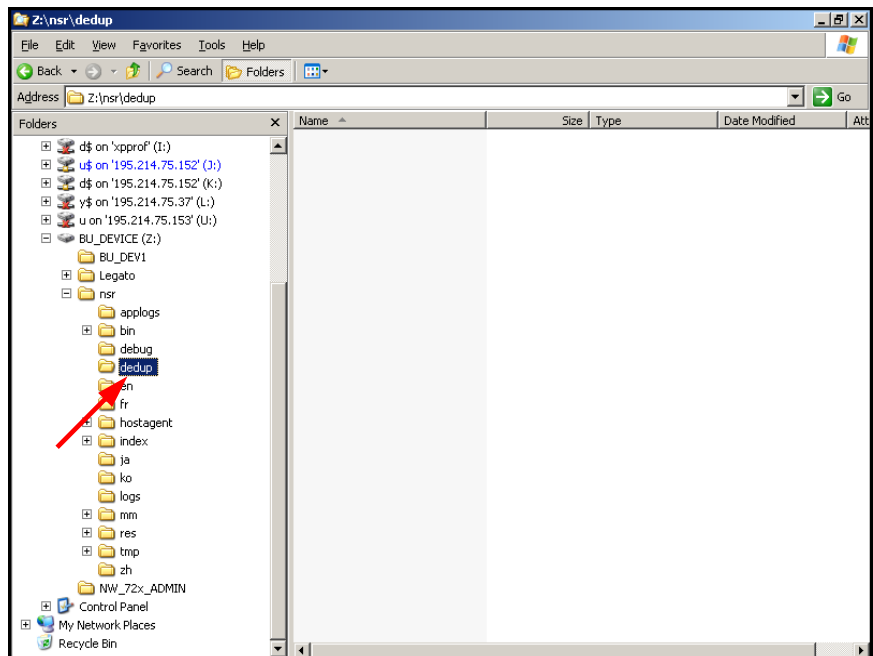 Z:\nsr\dedup
File Edit View Favorites Tools Help
Back Search Folders
Address Z:\nsr\dedup Go
Folders x Name Size Type Date Modified Att
d$ on 'xpprof' (I:)
u$ on '195.214.75.152' (J:)
d$ on '195.214.75.152' (K:)
y$ on '195.214.75.37' (L:)
u on '195.214.75.153' (U:)
BU_DEVICE (Z:)
BU_DEV1
Legato
nsr
applogs
bin
debug
dedup
en
fr
hostagent
index
ja
ko
logs
mm
res
tmp
zh
NW_72x_ADMIN
Control Panel
My Network Places
Recycle Bin